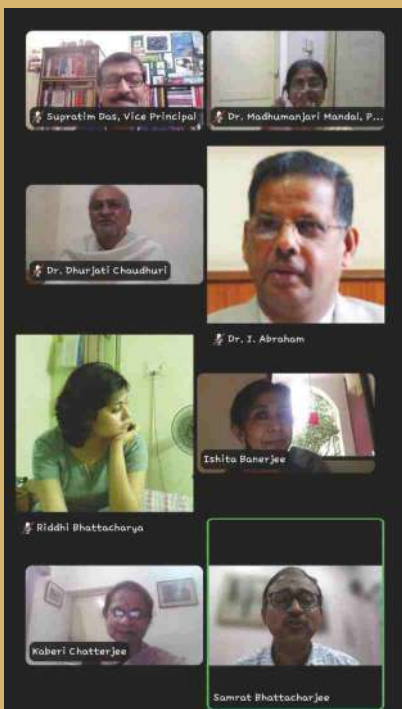 Supratim Das, Vice Principal
Dr. Madhumanjari Mandal, P...
Dr. Dhurjati Chaudhuri
Dr. J. Abraham
Ishita Banerjee
Riddhi Bhattacharya
Kaberi Chatterjee
Samrat Bhattacharjee